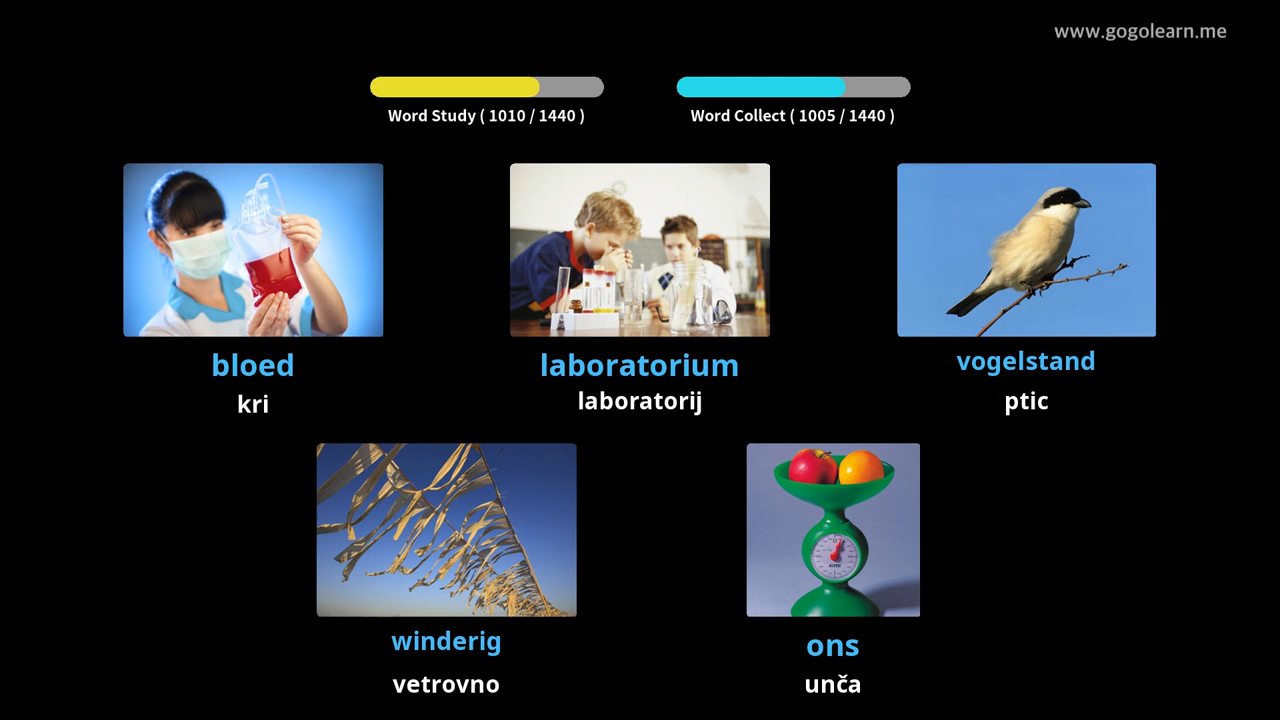 www.gogolearn.me
Word Study ( 1010 / 1440 )
Word Collect ( 1005 / 1440 )
bloed
kri
laboratorium
laboratorij
vogelstand
ptic
winderig
vetrovno
ons
unča